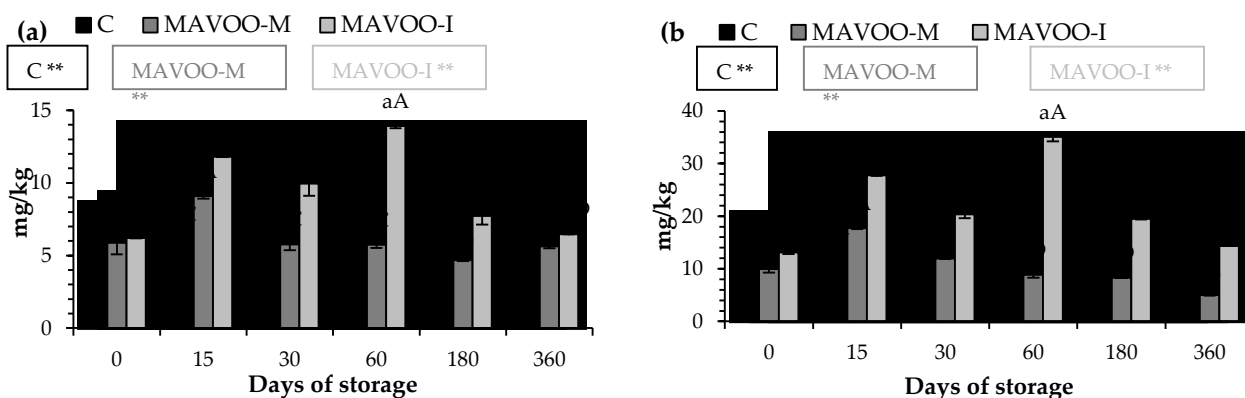 (a) C MAVOO-M MAVOO-I
C ** MAVOO-M ** MAVOO-I **
aA
15
10
5
0
mg/kg
0 15 30 60 180 360
Days of storage
(b C MAVOO-M MAVOO-I
C ** MAVOO-M ** MAVOO-I **
aA
40
30
20
10
0
mg/kg
0 15 30 60 180 360
Days of storage